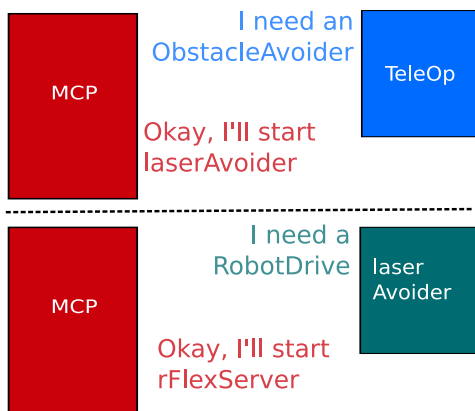 I need an
ObstacleAvoider
MCP
TeleOp
Okay, I'll start
laserAvoider
I need a
RobotDrive
MCP
laser
Avoider
Okay, I'll start
rFlexServer